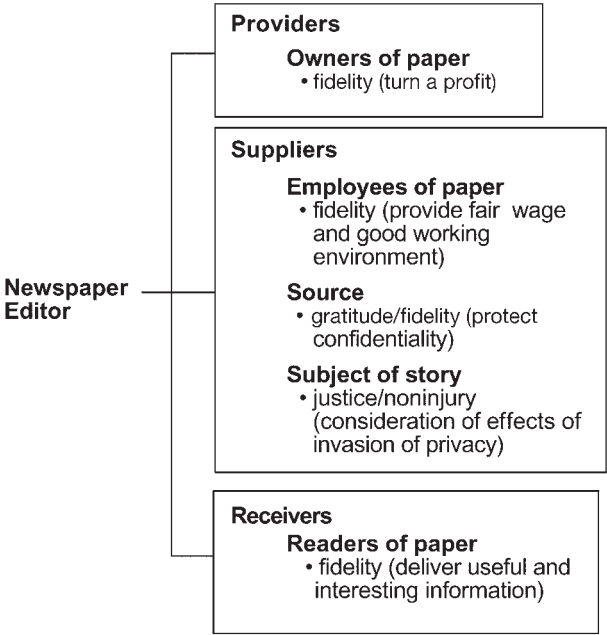 Providers
Owners of paper
• fidelity (turn a profit)
Suppliers
Employees of paper
• fidelity (provide fair wage
and good working
environment)
Newspaper
Editor
Source
• gratitude/fidelity (protect
confidentiality)
Subject of story
• justice/noninjury
(consideration of effects of
invasion of privacy)
Receivers
Readers of paper
• fidelity (deliver useful and
interesting information)